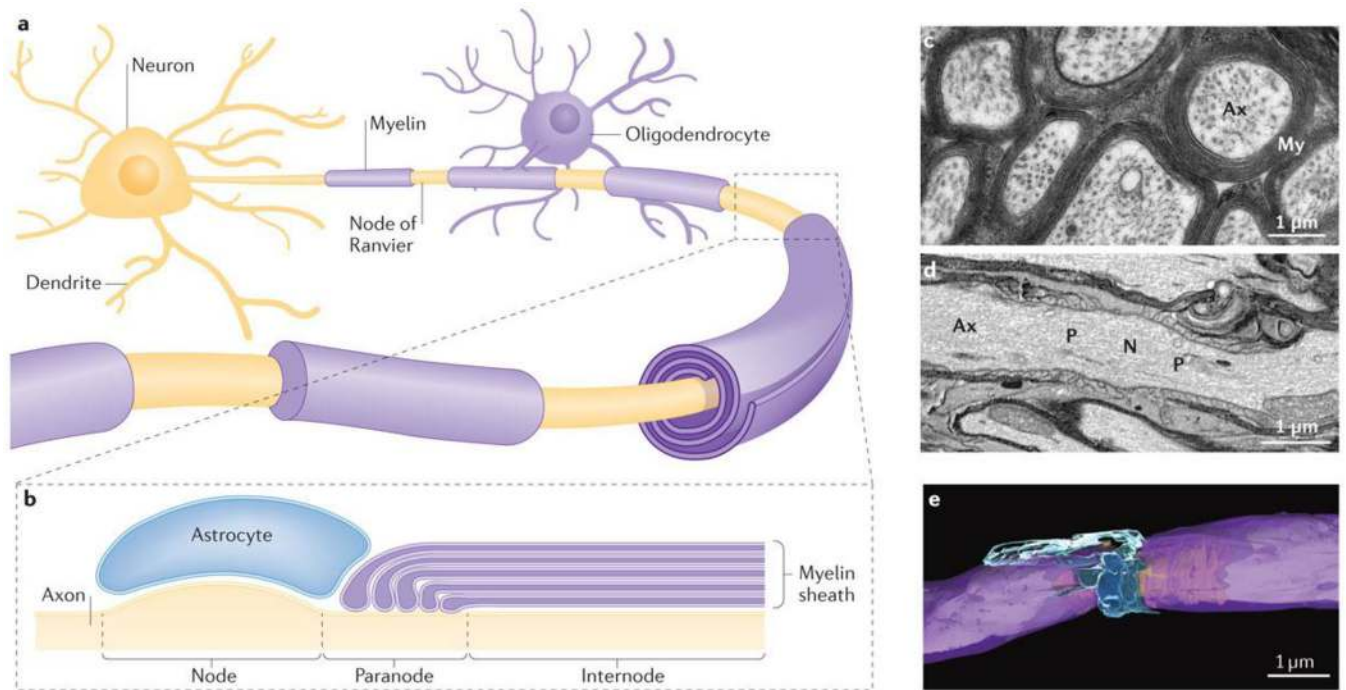 a
Neuron
Myelin
Oligodendrocyte
Node of
Ranvier
Dendrite
b
Astrocyte
Axon
Myelin
sheath
Node
Paranode
Internode
c
Ax
My
1 µm
d
Ax
P
N
P
1 µm
e
1 µm